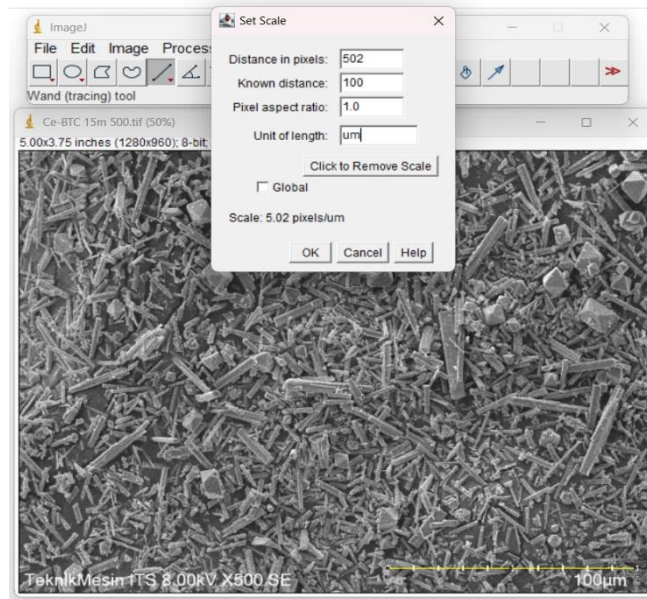 ImageJ
File Edit Image Process
Wand (tracing) tool
Set Scale
Distance in pixels: 502
Known distance: 100
Pixel aspect ratio: 1.0
Unit of length: um
Click to Remove Scale
Global
Scale: 5.02 pixels/um
OK Cancel Help
Ce-BTC 15m 500.tif (50%)
5.00x3.75 inches (1280x960); 8-bit;
TeknikMesin ITS 8.00kV X500 SE 100µm